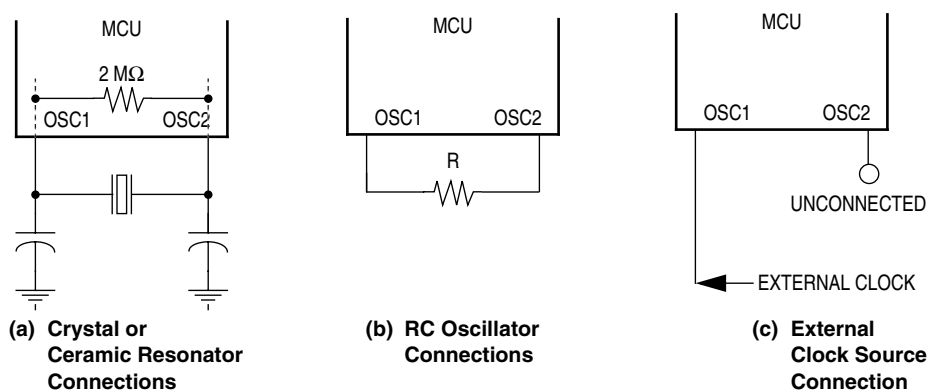 MCU
2 MΩ
OSC1 OSC2
(a) Crystal or
Ceramic Resonator
Connections
MCU
OSC1 OSC2
R
(b) RC Oscillator
Connections
MCU
OSC1 OSC2
UNCONNECTED
EXTERNAL CLOCK
(c) External
Clock Source
Connection